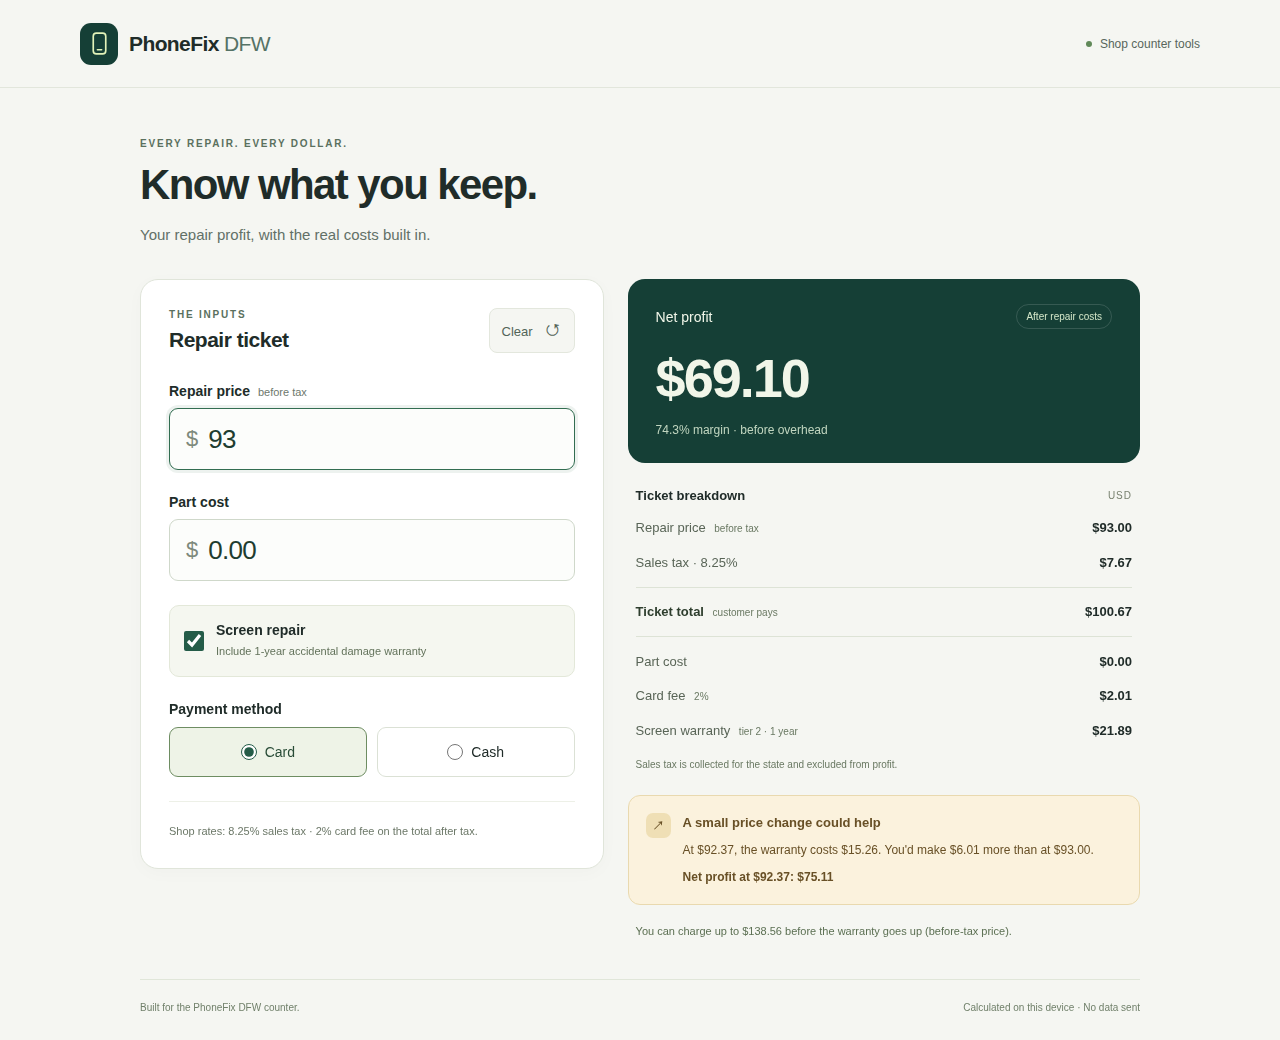 PhoneFix DFW
Shop counter tools
EVERY REPAIR. EVERY DOLLAR.
Know what you keep.
Your repair profit, with the real costs built in.
THE INPUTS
Repair ticket
Clear
Repair price before tax
$ 93
Part cost
$ 0.00
Screen repair
Include 1-year accidental damage warranty
Payment method
Card
Cash
Shop rates: 8.25% sales tax · 2% card fee on the total after tax.
Net profit
After repair costs
$69.10
74.3% margin · before overhead
Ticket breakdown USD
Repair price before tax $93.00
Sales tax · 8.25% $7.67
Ticket total customer pays $100.67
Part cost $0.00
Card fee 2% $2.01
Screen warranty tier 2 · 1 year $21.89
Sales tax is collected for the state and excluded from profit.
A small price change could help
At $92.37, the warranty costs $15.26. You'd make $6.01 more than at $93.00.
Net profit at $92.37: $75.11
You can charge up to $138.56 before the warranty goes up (before-tax price).
Built for the PhoneFix DFW counter.
Calculated on this device · No data sent